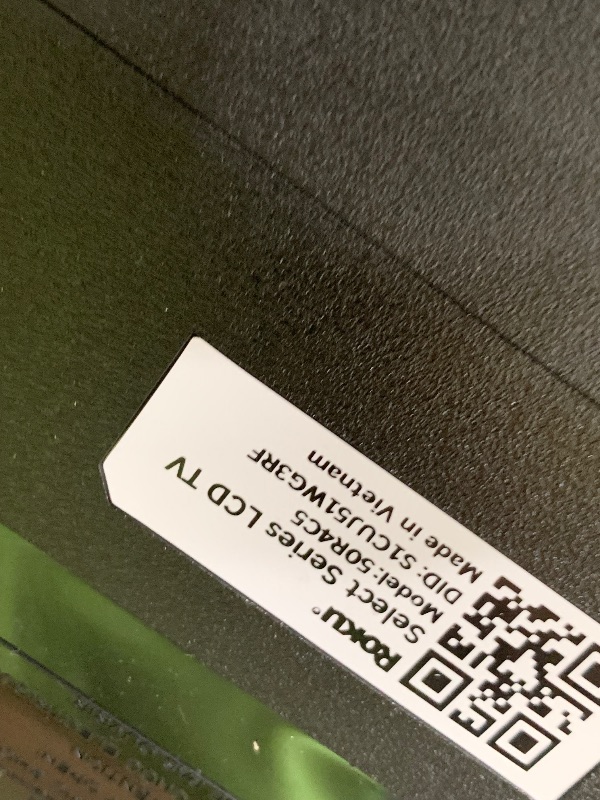 Roku
Select Series LCD TV
Model:50R4C5
DID: S1CUJ51WG3RF
Made in Vietnam